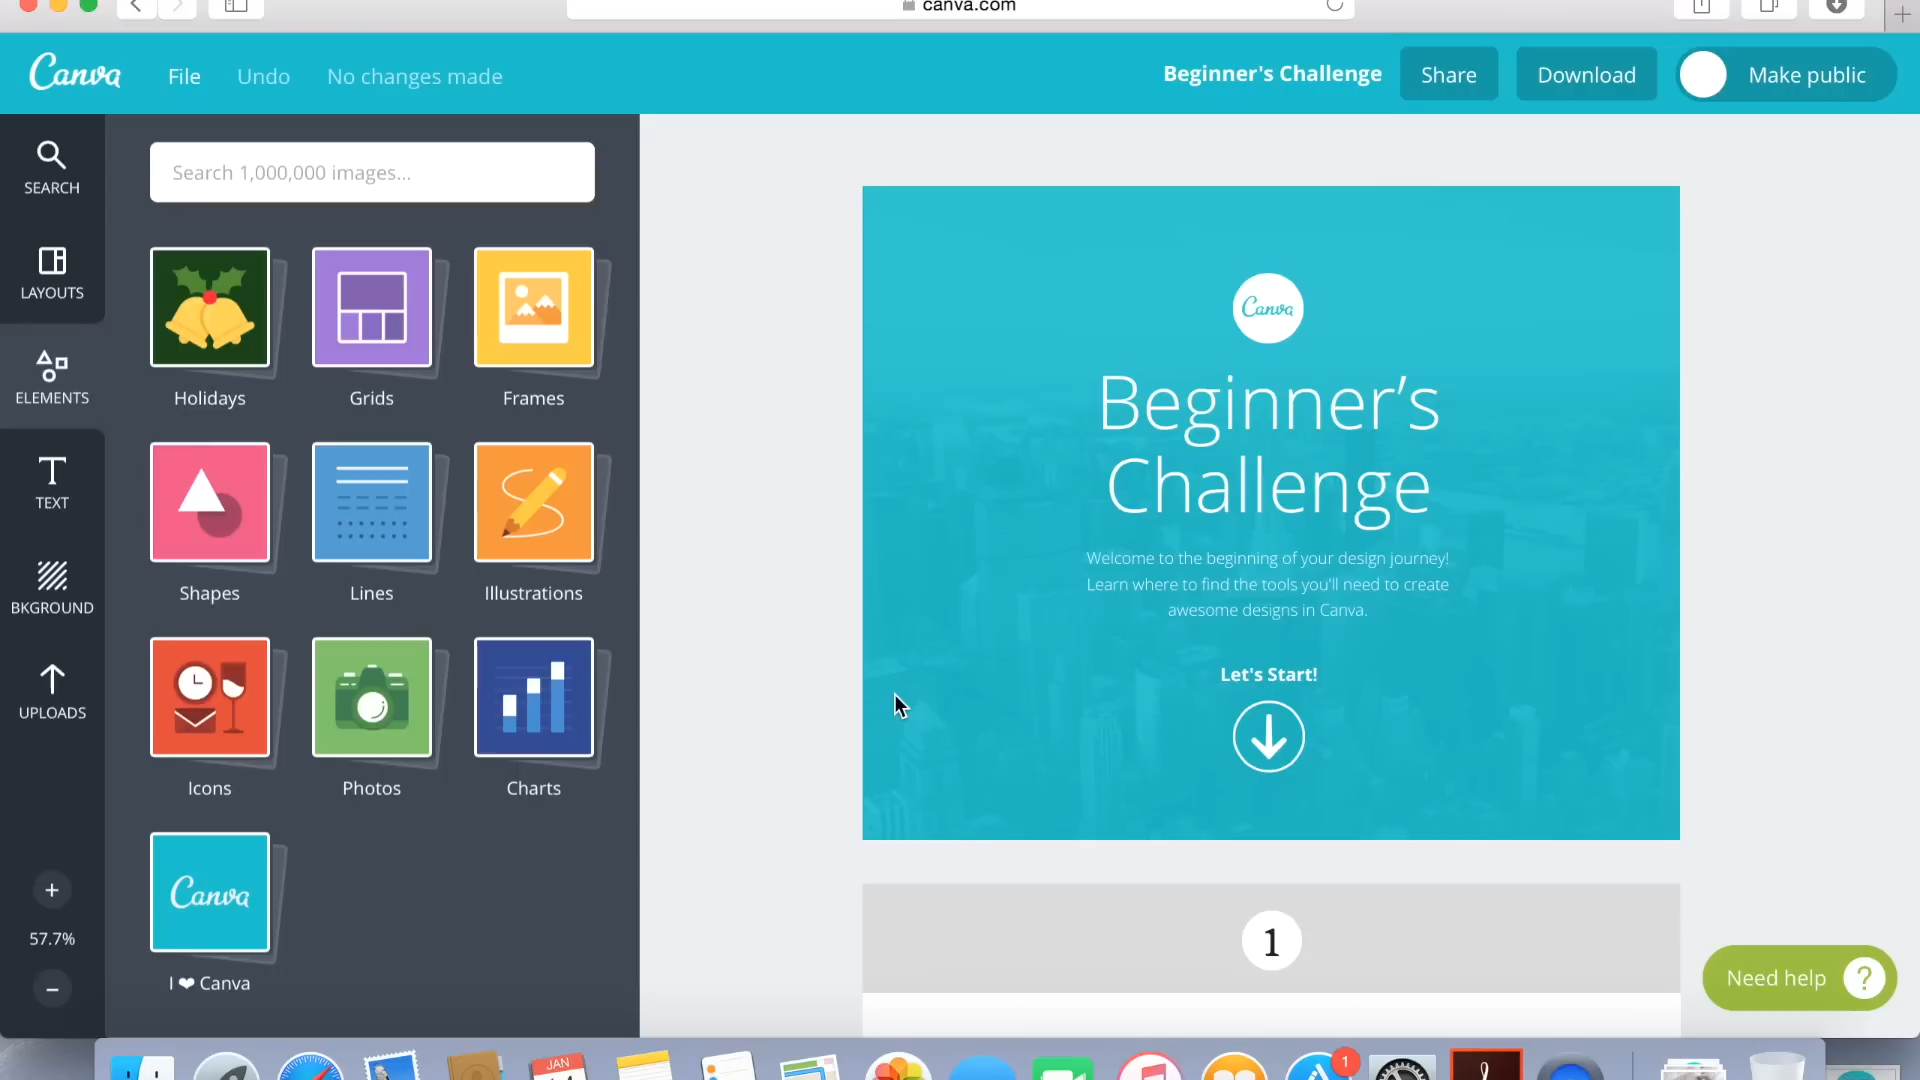 canva.com
Canva
File
Undo
No changes made
Beginner's Challenge
Share
Download
Make public
SEARCH
LAYOUTS
ELEMENTS
TEXT
BKGROUND
UPLOADS
+
57.7%
−
Search 1,000,000 images...
Holidays
Grids
Frames
Shapes
Lines
Illustrations
Icons
Photos
Charts
Canva
I ❤ Canva
Canva
Beginner’s
Challenge
Welcome to the beginning of your design journey!
Learn where to find the tools you'll need to create
awesome designs in Canva.
Let's Start!
1
Need help ?
JAN
1